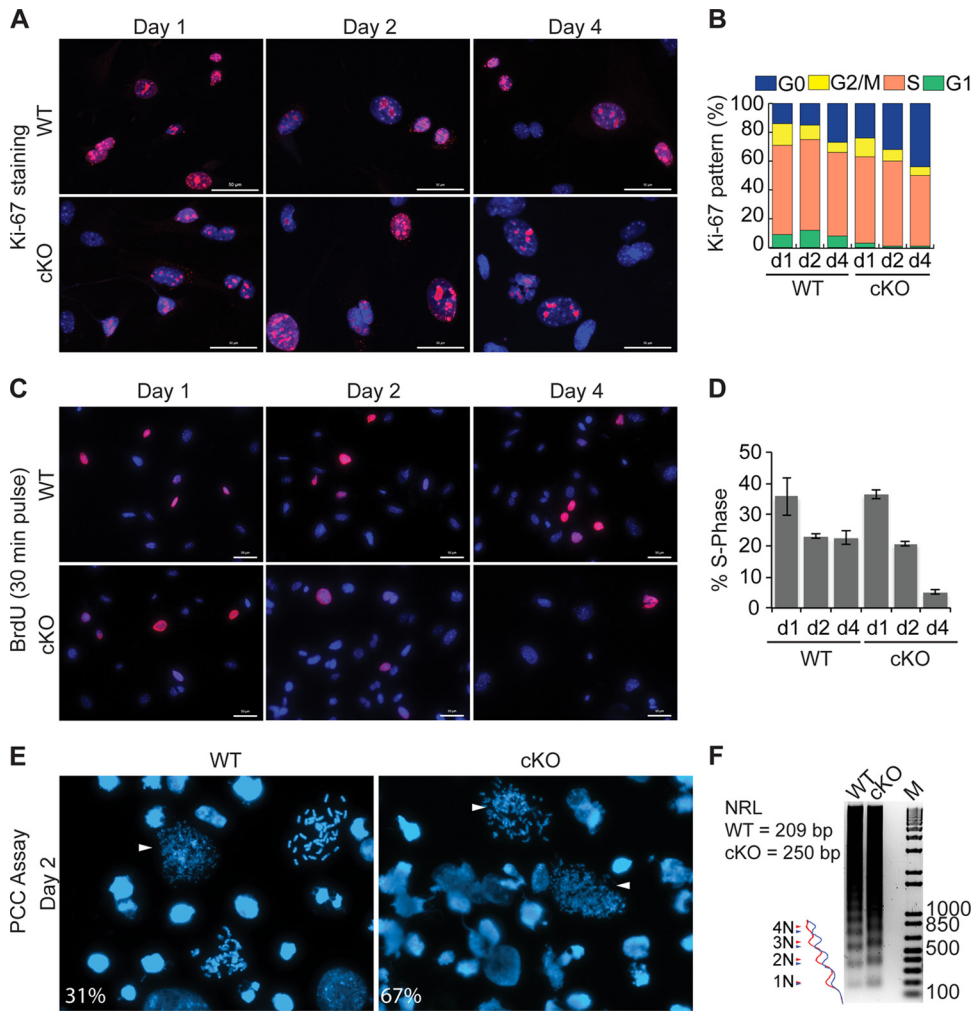 A
Day 1
Day 2
Day 4
Ki-67 staining
WT
cKO
50 µm
B
G0 G2/M S G1
Ki-67 pattern (%)
100
80
60
40
20
0
d1 d2 d4 d1 d2 d4
WT cKO
C
Day 1
Day 2
Day 4
BrdU (30 min pulse)
WT
cKO
D
% S-Phase
50
40
30
20
10
0
d1 d2 d4 d1 d2 d4
WT cKO
E
WT
cKO
PCC Assay
Day 2
31%
67%
F
WT
cKO
M
NRL
WT = 209 bp
cKO = 250 bp
4N
3N
2N
1N
1000
850
500
100